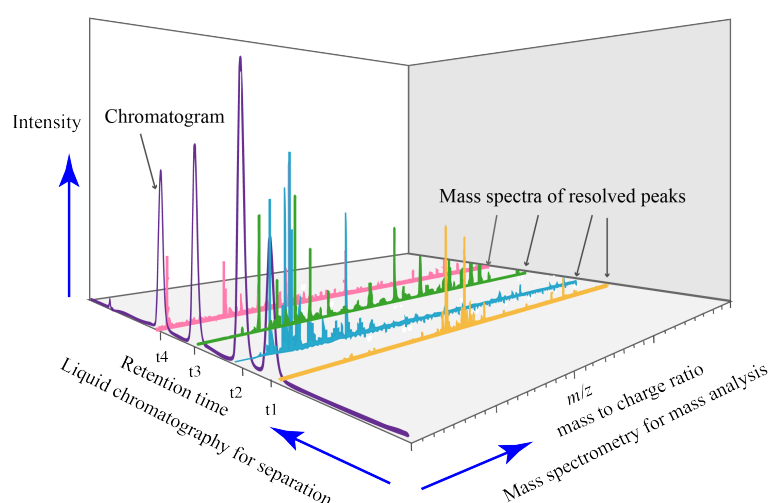 Chromatogram
Intensity
Mass spectra of resolved peaks
t4
t3
t2
t1
Retention time
Liquid chromatography for separation
m/z
mass to charge ratio
Mass spectrometry for mass analysis